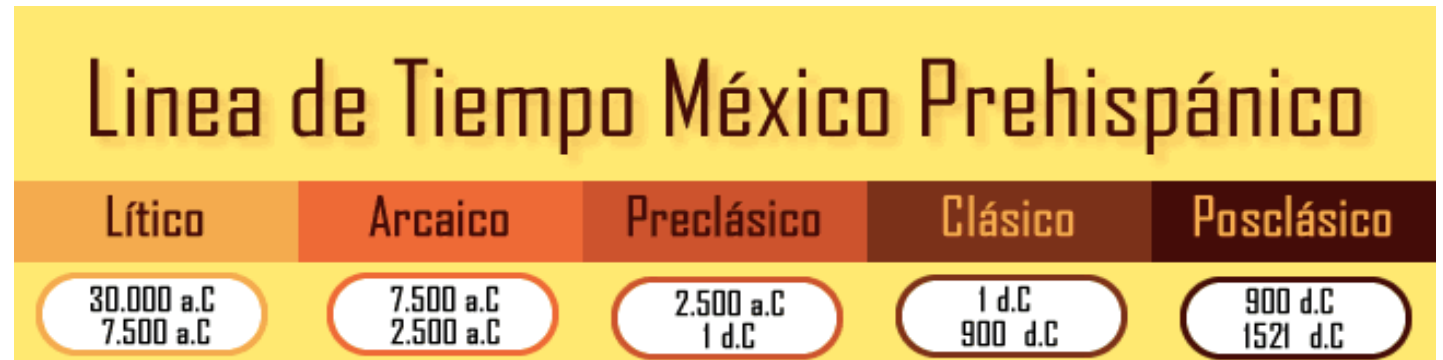 Linea de Tiempo México Prehispánico
Lítico Arcaico Preclásico Clásico Posclásico
30.000 a.C 7.500 a.C 2.500 a.C 1 d.C 900 d.C
7.500 a.C 2.500 a.C 1 d.C 900 d.C 1521 d.C